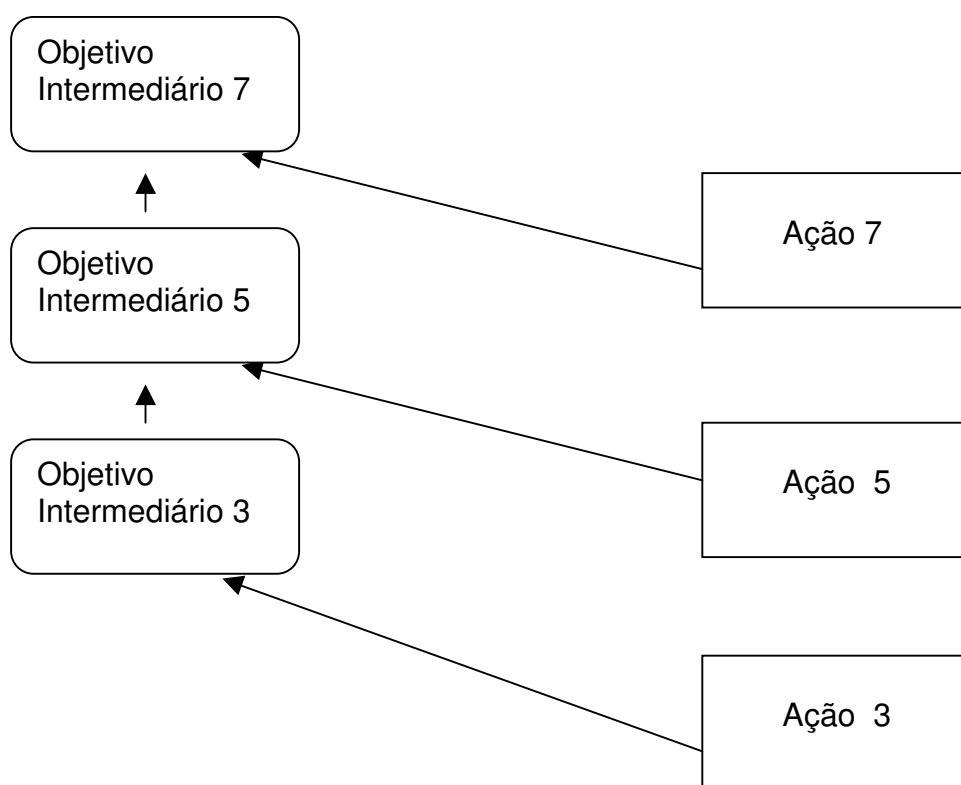 Objetivo
Intermediário 7
Ação 7
Objetivo
Intermediário 5
Ação 5
Objetivo
Intermediário 3
Ação 3